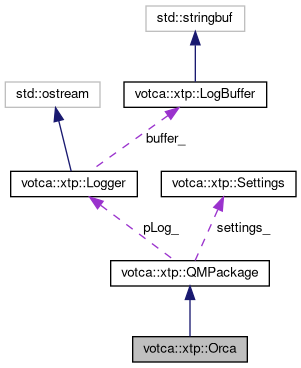 std::stringbuf
std::ostream
votca::xtp::LogBuffer
buffer_
votca::xtp::Logger
votca::xtp::Settings
pLog_
settings_
votca::xtp::QMPackage
votca::xtp::Orca